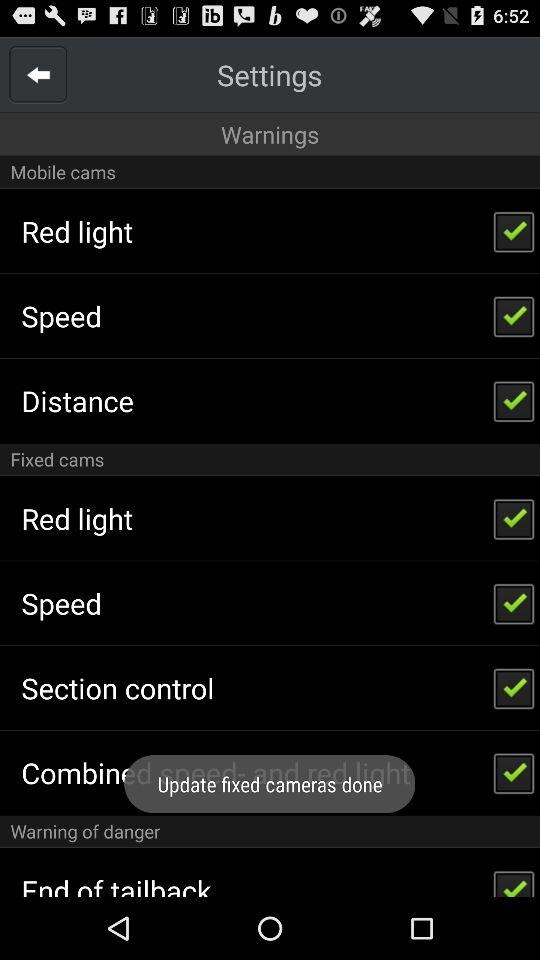 6:52
Settings
Warnings
Mobile cams
Red light
Speed
Distance
Fixed cams
Red light
Speed
Section control
Combined speed- and red light
Update fixed cameras done
Warning of danger
End of tailback